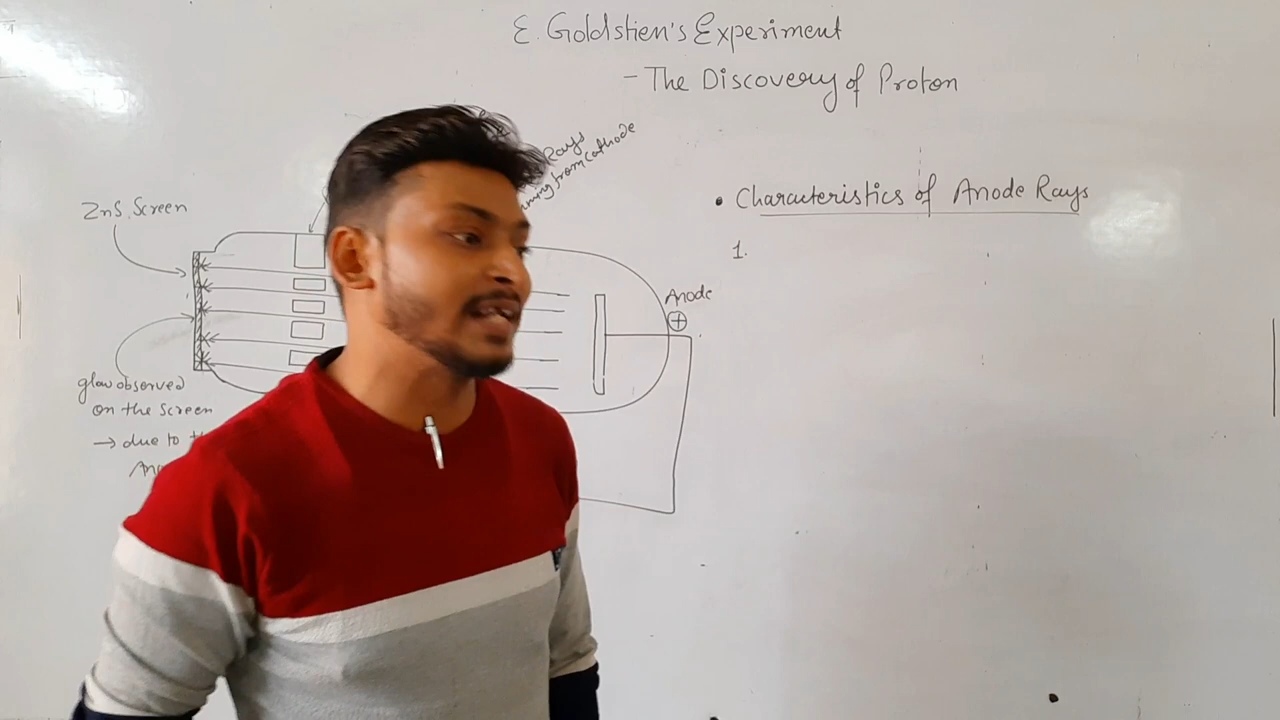 E. Goldstien's Experiment
- The Discovery of Proton
Rays
from cathode
ZnS Screen
• Characteristics of Anode Rays
1.
Anode
+
glow observed
on the Screen
→ due to